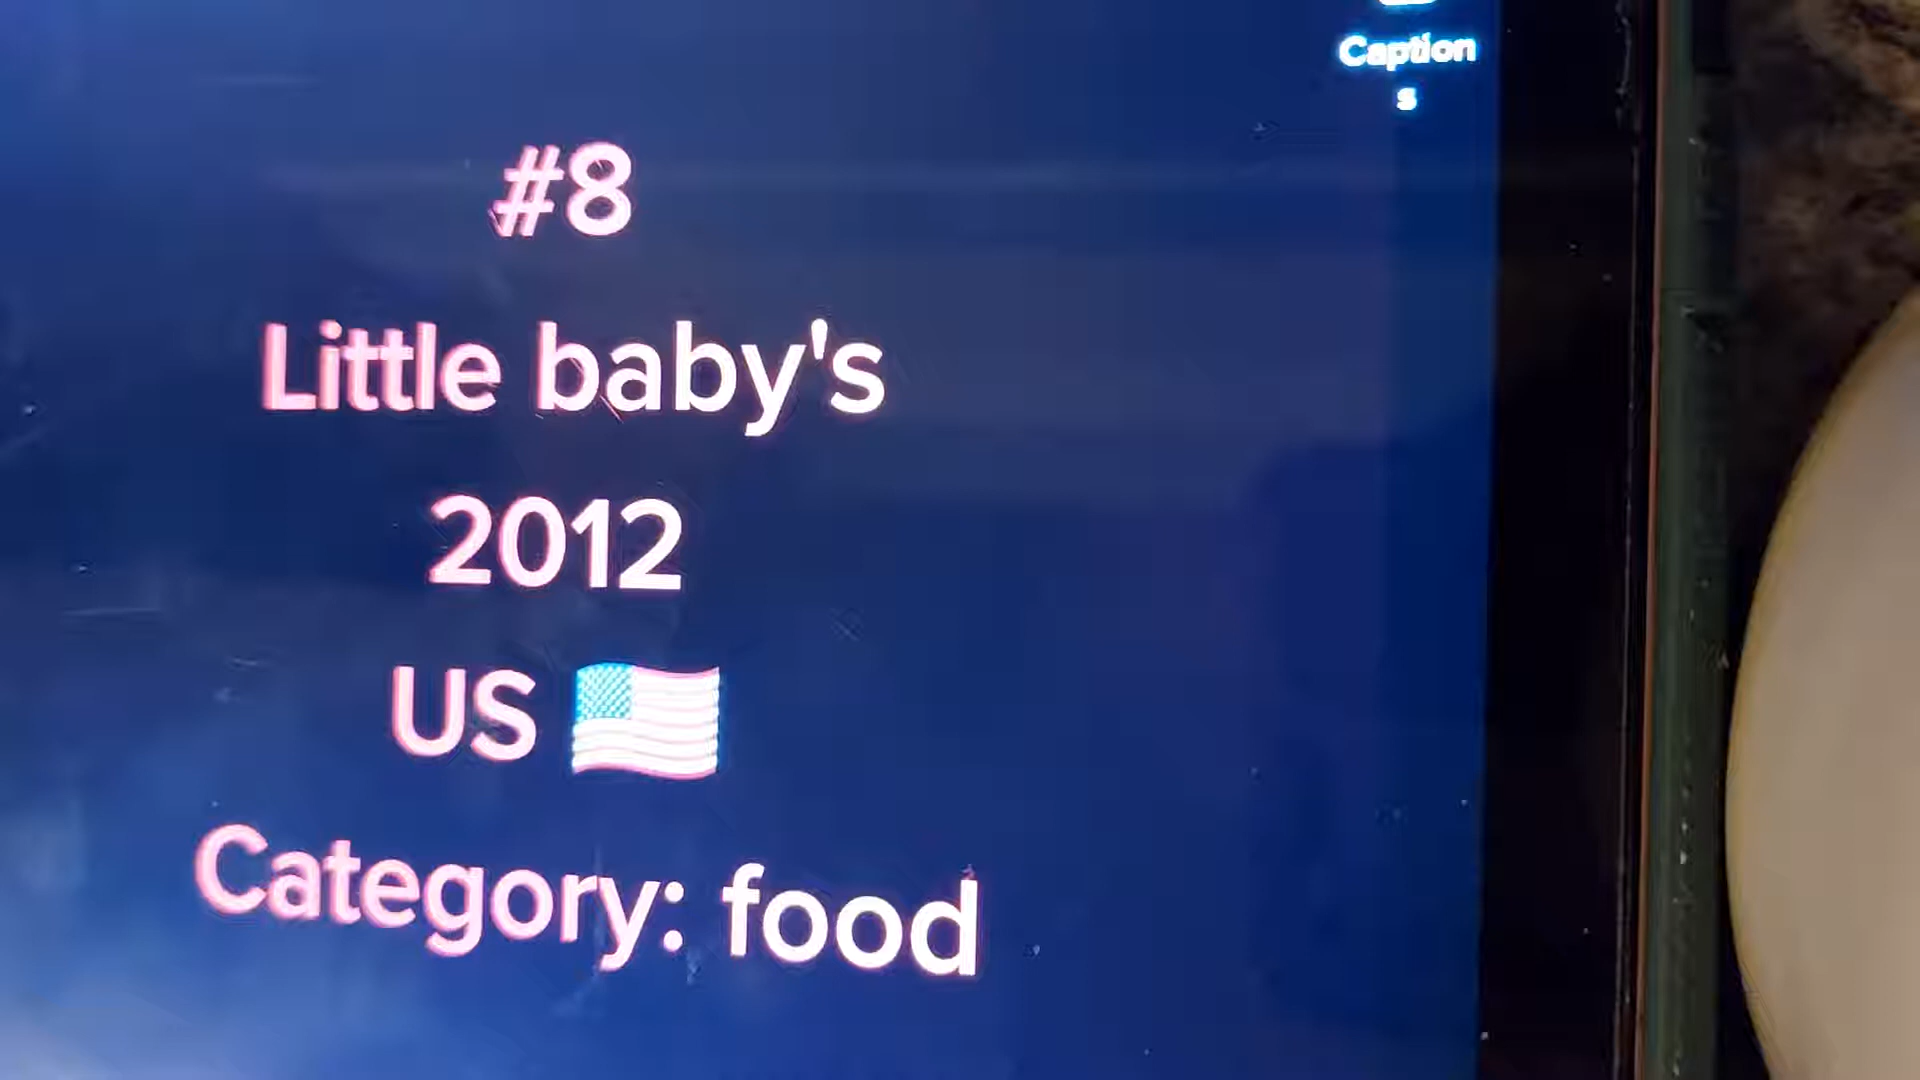 Caption
s
#8
Little baby's
2012
US 🇺🇸
Category: food